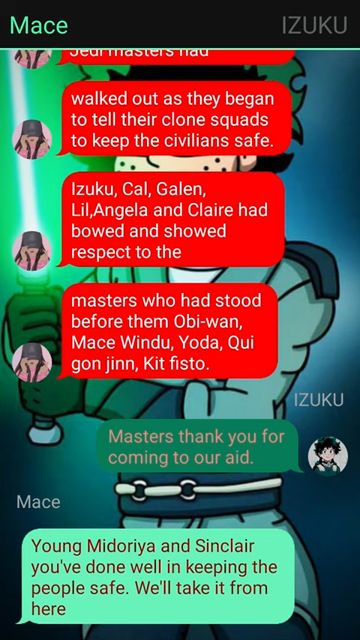 Mace
IZUKU
Jedi masters had
walked out as they began
to tell their clone squads
to keep the civilians safe.
Izuku, Cal, Galen,
Lil,Angela and Claire had
bowed and showed
respect to the
masters who had stood
before them Obi-wan,
Mace Windu, Yoda, Qui
gon jinn, Kit fisto.
IZUKU
Masters thank you for
coming to our aid.
Mace
Young Midoriya and Sinclair
you've done well in keeping the
people safe. We'll take it from
here